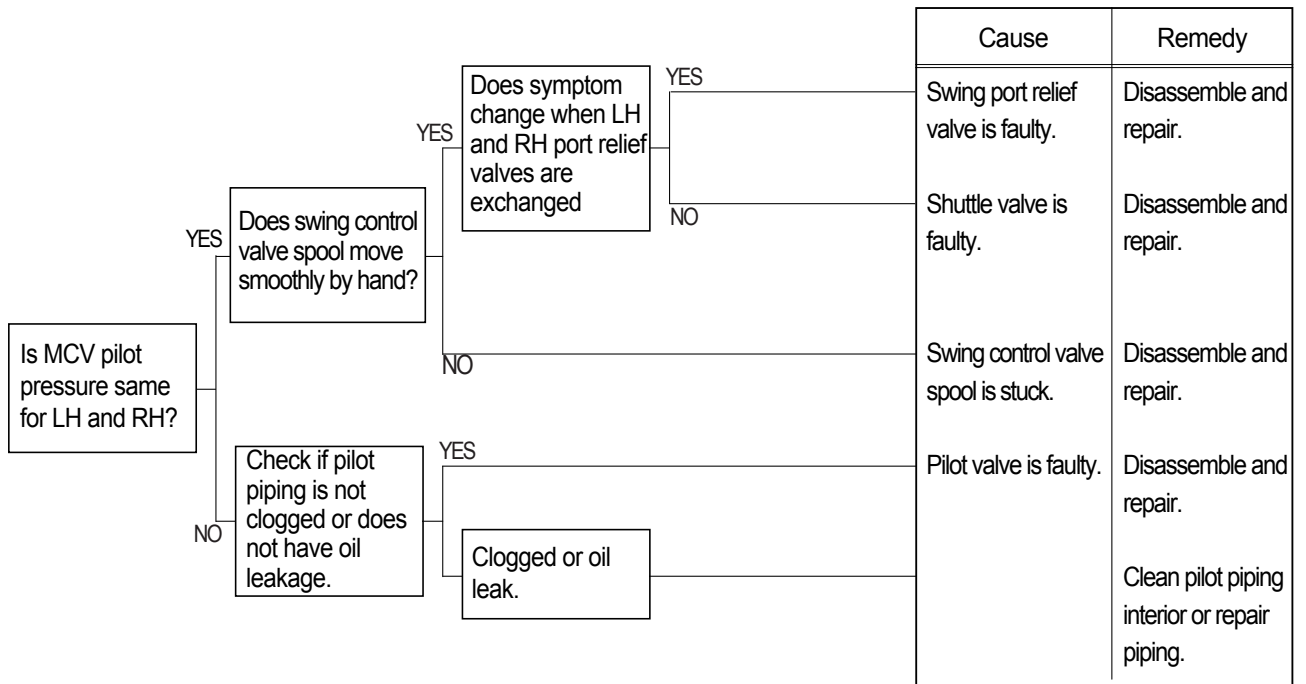 Cause
Remedy
Does symptom
change when LH
and RH port relief
valves are
exchanged
YES
YES
NO
Swing port relief
valve is faulty.
Disassemble and
repair.
Shuttle valve is
faulty.
Disassemble and
repair.
YES
Does swing control
valve spool move
smoothly by hand?
NO
Swing control valve
spool is stuck.
Disassemble and
repair.
Is MCV pilot
pressure same
for LH and RH?
NO
Check if pilot
piping is not
clogged or does
not have oil
leakage.
YES
Pilot valve is faulty.
Disassemble and
repair.
Clogged or oil
leak.
Clean pilot piping
interior or repair
piping.